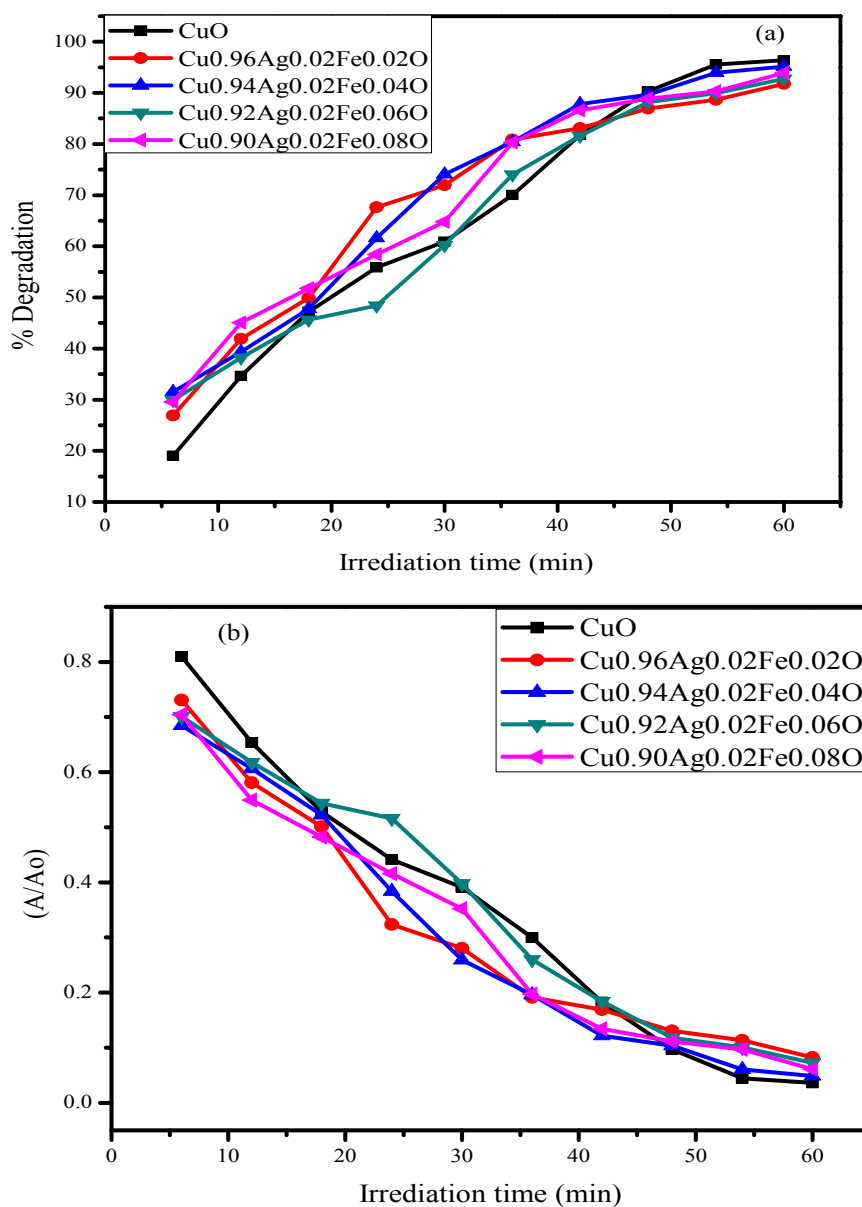 (a)
CuO
Cu0.96Ag0.02Fe0.02O
Cu0.94Ag0.02Fe0.04O
Cu0.92Ag0.02Fe0.06O
Cu0.90Ag0.02Fe0.08O
100
90
80
70
60
50
40
30
20
10
% Degradation
0 10 20 30 40 50 60
Irrediation time (min)
(b)
CuO
Cu0.96Ag0.02Fe0.02O
Cu0.94Ag0.02Fe0.04O
Cu0.92Ag0.02Fe0.06O
Cu0.90Ag0.02Fe0.08O
0.8
0.6
0.4
0.2
0.0
(A/Ao)
0 10 20 30 40 50 60
Irrediation time (min)